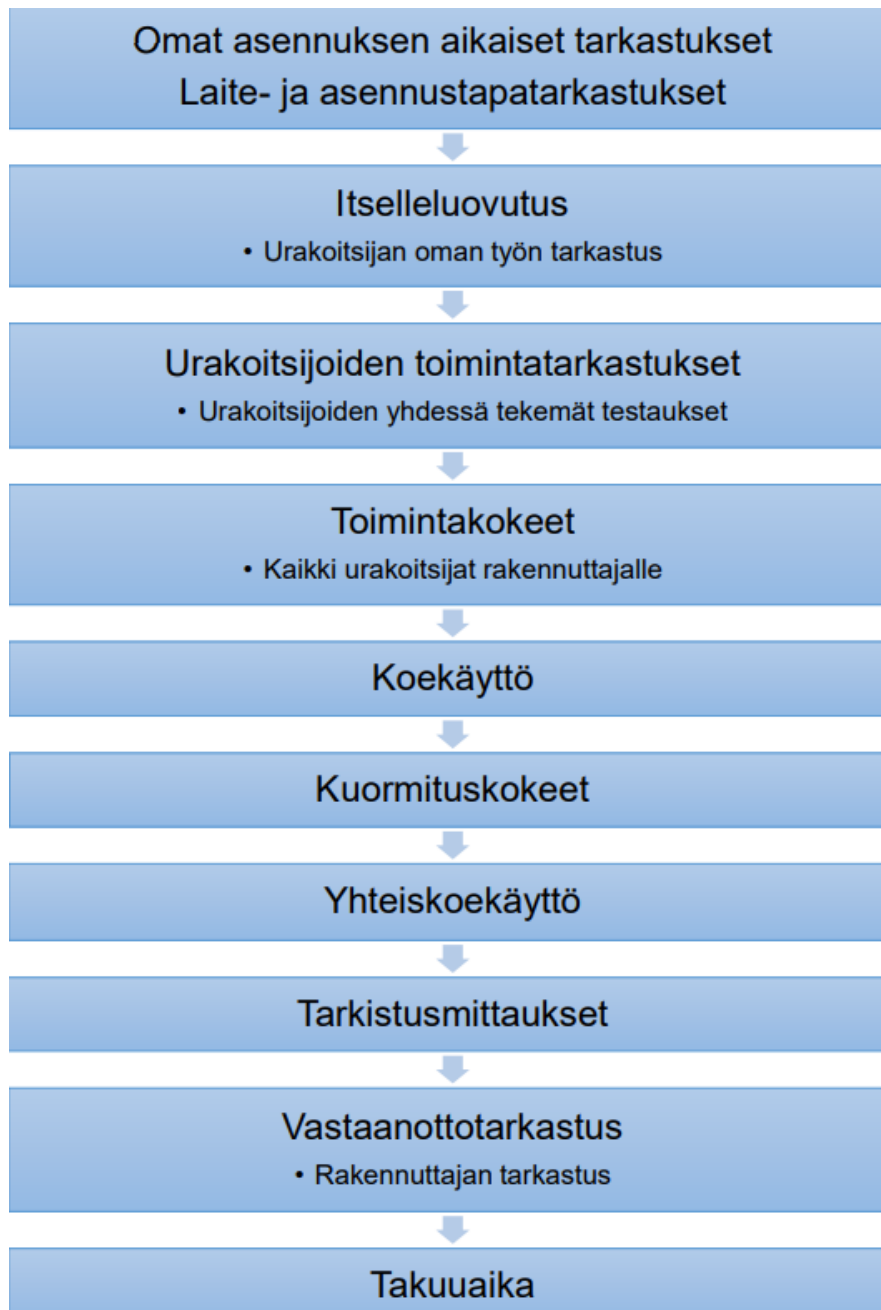 Omat asennuksen aikaiset tarkastukset
Laite- ja asennustapatarkastukset
Itselleluovutus
• Urakoitsijan oman työn tarkastus
Urakoitsijoiden toimintatarkastukset
• Urakoitsijoiden yhdessä tekemät testaukset
Toimintakokeet
• Kaikki urakoitsijat rakennuttajalle
Koekäyttö
Kuormituskokeet
Yhteiskoekäyttö
Tarkistusmittaukset
Vastaanottotarkastus
• Rakennuttajan tarkastus
Takuuaika